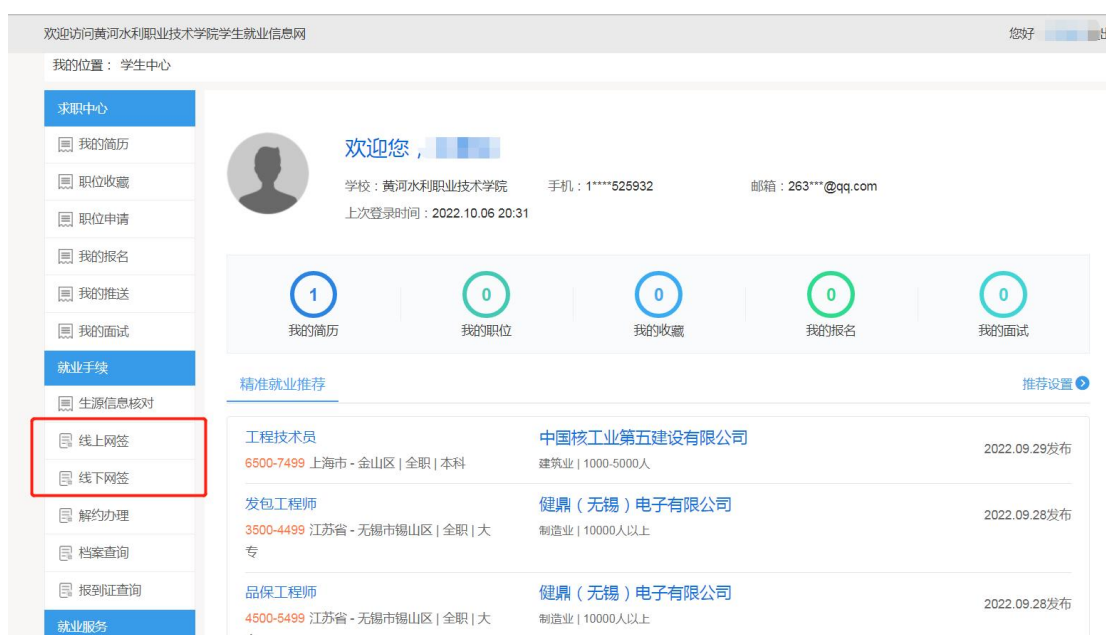 欢迎访问黄河水利职业技术学院学生就业信息网
您好
我的位置： 学生中心
求职中心
我的简历
职位收藏
职位申请
我的报名
我的推送
我的面试
就业手续
生源信息核对
线上网签
线下网签
解约办理
档案查询
报到证查询
就业服务
欢迎您，
学校：黄河水利职业技术学院 手机：1****525932 邮箱：263***@qq.com
上次登录时间：2022.10.06 20:31
1 0 0 0 0
我的简历 我的职位 我的收藏 我的报名 我的面试
精准就业推荐 推荐设置
工程技术员 中国核工业第五建设有限公司
6500-7499 上海市 - 金山区 | 全职 | 本科 建筑业 | 1000-5000人 2022.09.29发布
发包工程师 健鼎（无锡）电子有限公司
3500-4499 江苏省 - 无锡市锡山区 | 全职 | 大 制造业 | 10000人以上 2022.09.28发布
专
品保工程师 健鼎（无锡）电子有限公司
4500-5499 江苏省 - 无锡市锡山区 | 全职 | 大 制造业 | 10000人以上 2022.09.28发布